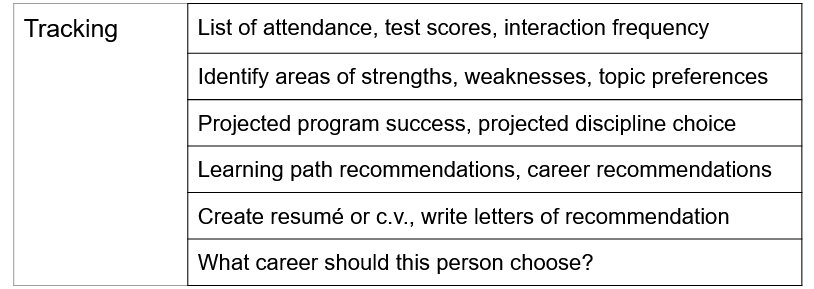 Tracking
List of attendance, test scores, interaction frequency
Identify areas of strengths, weaknesses, topic preferences
Projected program success, projected discipline choice
Learning path recommendations, career recommendations
Create resumé or c.v., write letters of recommendation
What career should this person choose?